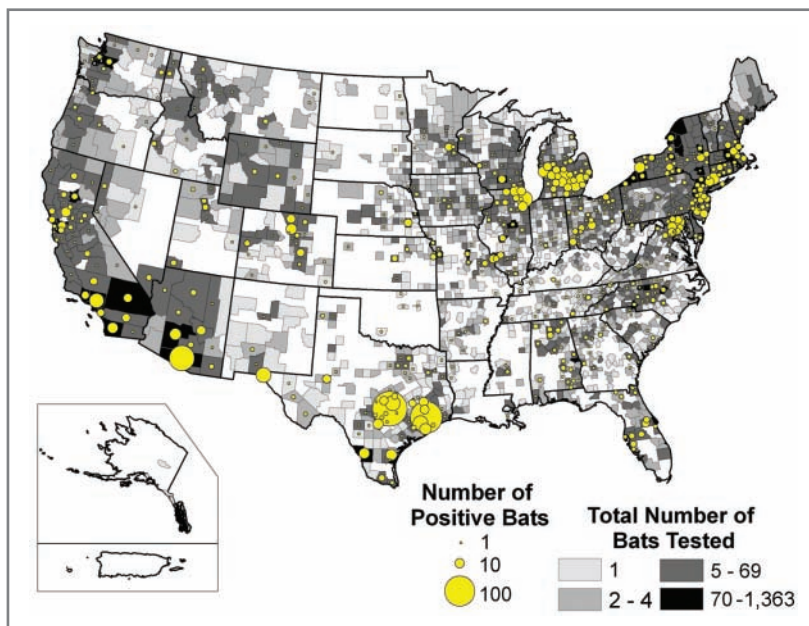 Number of
Positive Bats
1
10
100
Total Number of
Bats Tested
1
5 - 69
2 - 4
70 -1,363